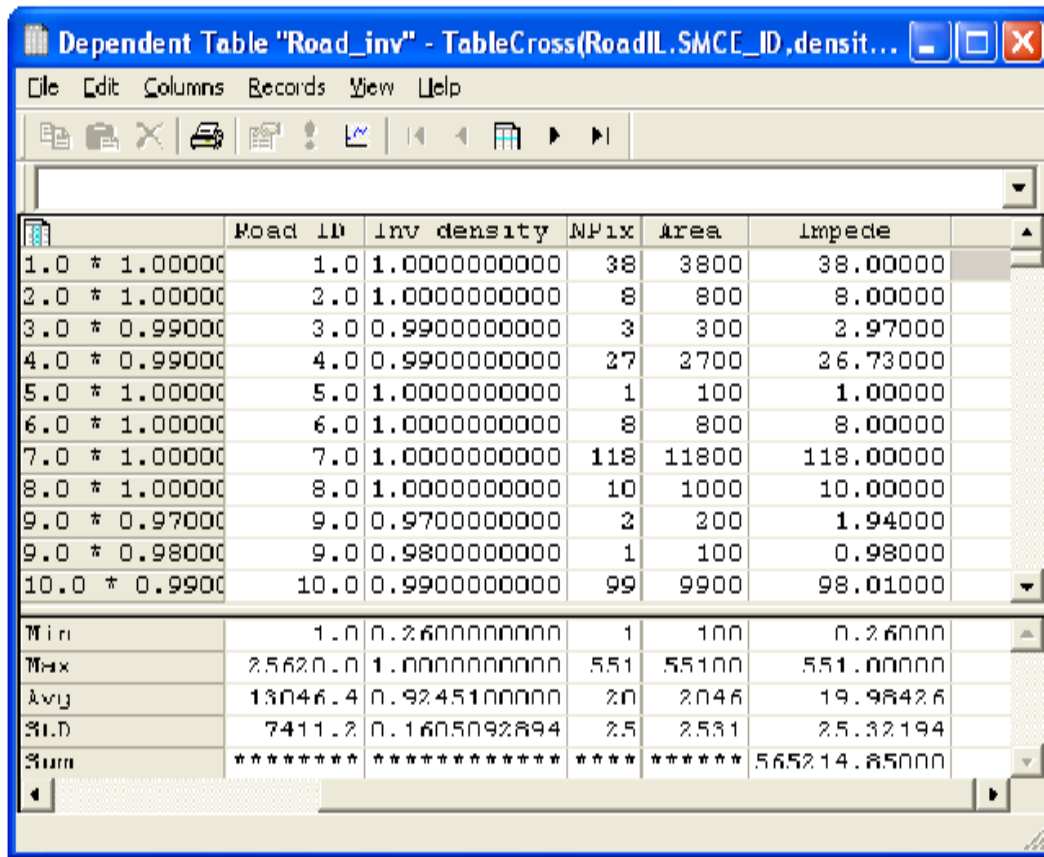 Dependent Table "Road_inv" - TableCross(RoadIL.SMCE_ID,densit...
File Edit Columns Records View Help
Road ID Inv density NPix Area Impede
1.0 * 1.00000 1.0 1.0000000000 38 3800 38.00000
2.0 * 1.00000 2.0 1.0000000000 8 800 8.00000
3.0 * 0.99000 3.0 0.9900000000 3 300 2.97000
4.0 * 0.99000 4.0 0.9900000000 27 2700 26.73000
5.0 * 1.00000 5.0 1.0000000000 1 100 1.00000
6.0 * 1.00000 6.0 1.0000000000 8 800 8.00000
7.0 * 1.00000 7.0 1.0000000000 118 11800 118.00000
8.0 * 1.00000 8.0 1.0000000000 10 1000 10.00000
9.0 * 0.97000 9.0 0.9700000000 2 200 1.94000
9.0 * 0.98000 9.0 0.9800000000 1 100 0.98000
10.0 * 0.9900 10.0 0.9900000000 99 9900 98.01000
Min 1.0 0.2600000000 1 100 0.26000
Max 25620.0 1.0000000000 551 55100 551.00000
Avg 13046.4 0.9245100000 20 2046 19.98426
StD 7411.2 0.1605092894 25 2531 25.32194
Sum ******** ************ **** ****** 565214.85000